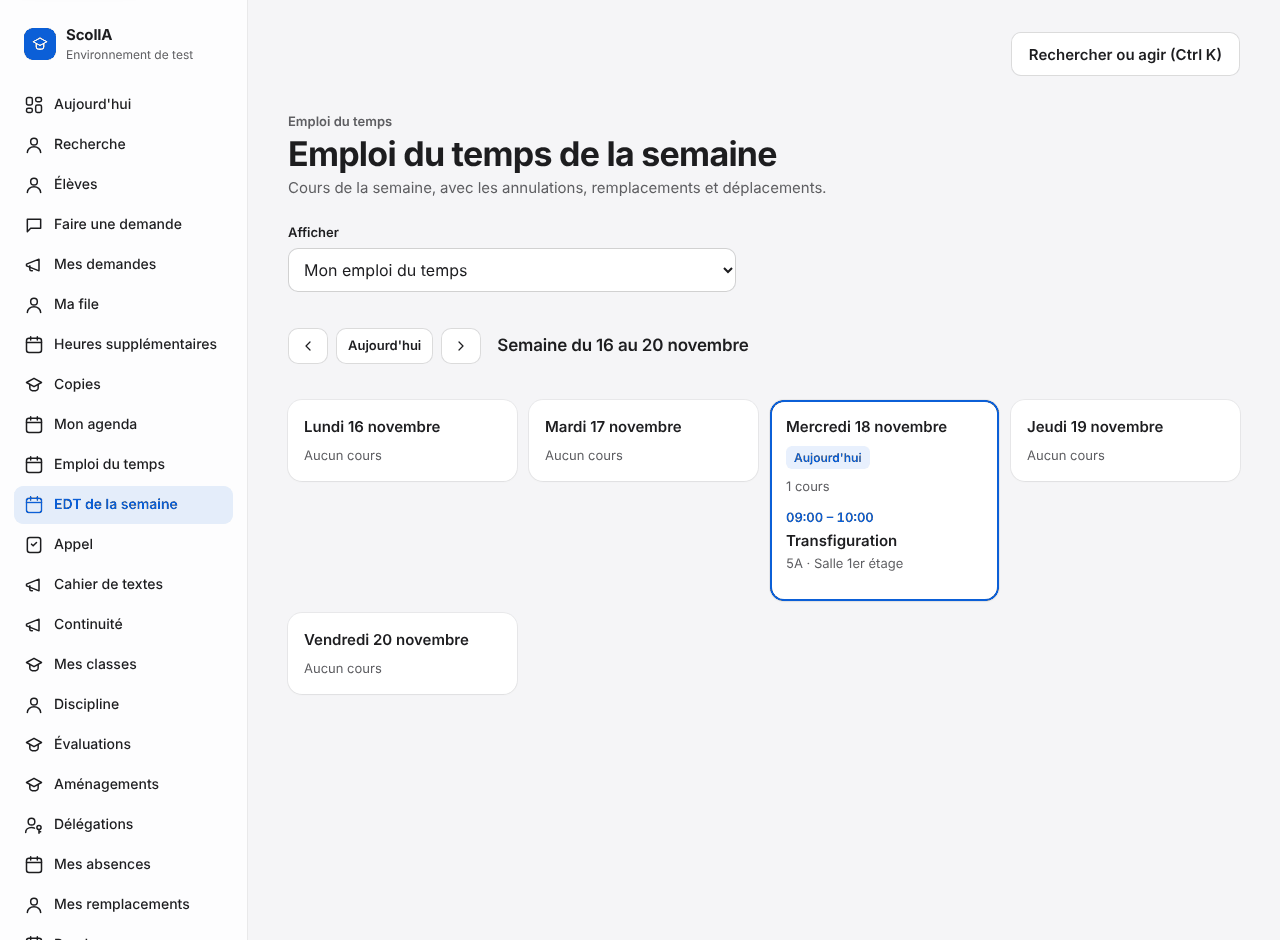 ScolIA
Environnement de test
Aujourd'hui
Recherche
Élèves
Faire une demande
Mes demandes
Ma file
Heures supplémentaires
Copies
Mon agenda
Emploi du temps
EDT de la semaine
Appel
Cahier de textes
Continuité
Mes classes
Discipline
Évaluations
Aménagements
Délégations
Mes absences
Mes remplacements
Rechercher ou agir (Ctrl K)
Emploi du temps
Emploi du temps de la semaine
Cours de la semaine, avec les annulations, remplacements et déplacements.
Afficher
Mon emploi du temps
Aujourd'hui
Semaine du 16 au 20 novembre
Lundi 16 novembre
Aucun cours
Mardi 17 novembre
Aucun cours
Mercredi 18 novembre
Aujourd'hui
1 cours
09:00 – 10:00
Transfiguration
5A · Salle 1er étage
Jeudi 19 novembre
Aucun cours
Vendredi 20 novembre
Aucun cours